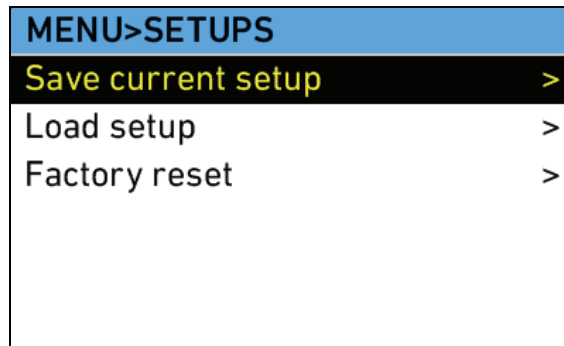 MENU>SETUPS
Save current setup >
Load setup >
Factory reset >